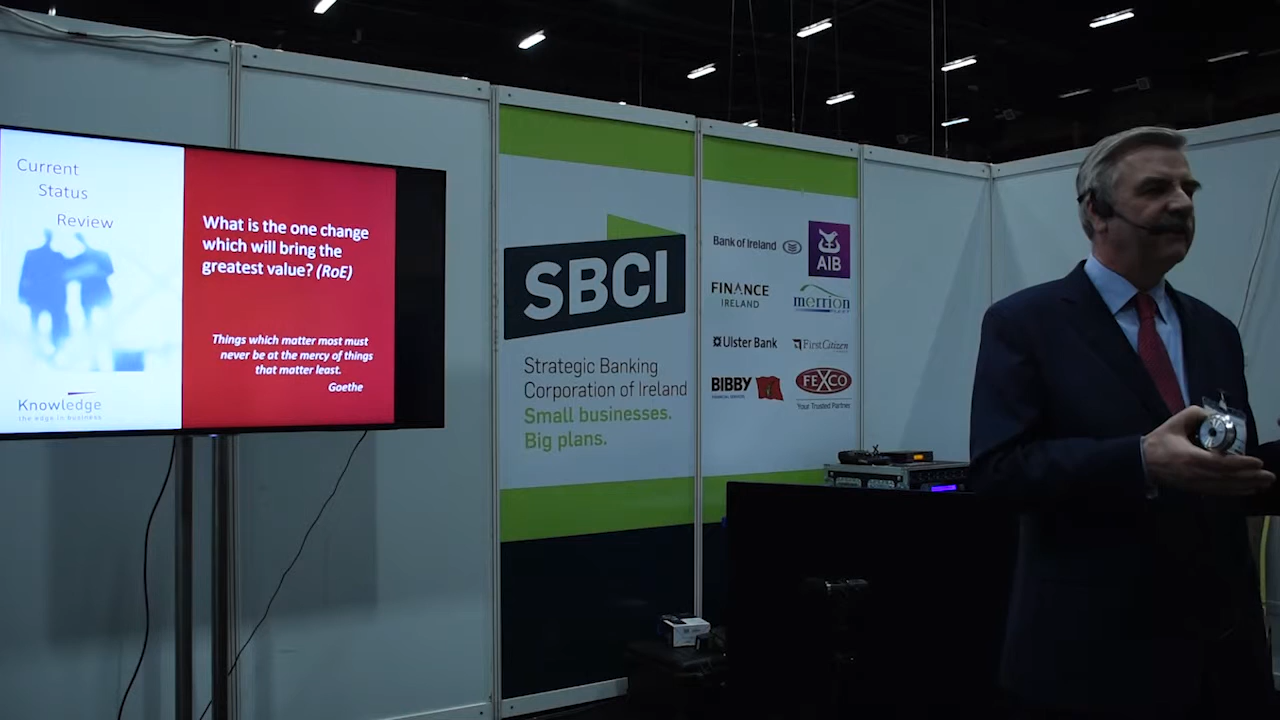 Current
Status
Review
Knowledge
the edge in business
What is the one change
which will bring the
greatest value? (RoE)
Things which matter most must
never be at the mercy of things
that matter least.
Goethe
SBCI
Strategic Banking
Corporation of Ireland
Small businesses.
Big plans.
Bank of Ireland
AIB
FINANCE
IRELAND
merrion
FLEET
Ulster Bank
FIRST CITIZEN
BIBBY
FINANCIAL SERVICES
FEXCO
Your Trusted Partner